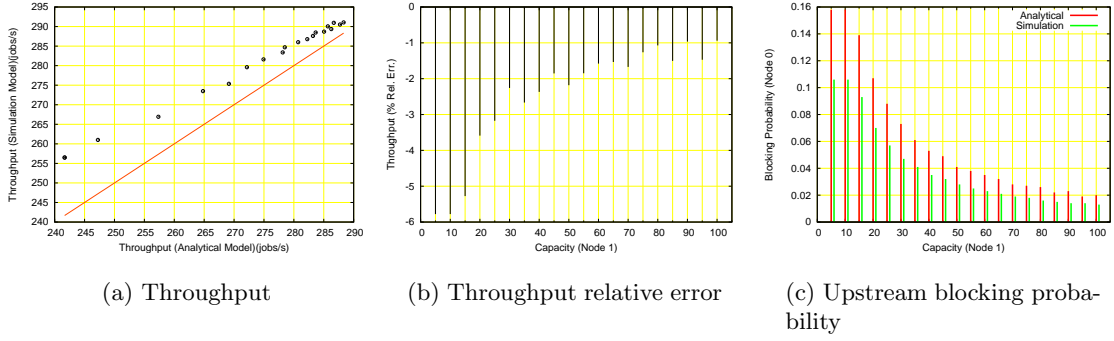 295
290
285
280
275
270
265
260
255
250
245
240
240 245 250 255 260 265 270 275 280 285 290
Throughput (Simulation Model)(jobs/s)
Throughput (Analytical Model)(jobs/s)
(a) Throughput
0
-1
-2
-3
-4
-5
-6
0 10 20 30 40 50 60 70 80 90 100
Throughput (% Rel. Err.)
Capacity (Node 1)
(b) Throughput relative error
0.16
0.14
0.12
0.1
0.08
0.06
0.04
0.02
0
0 10 20 30 40 50 60 70 80 90 100
Blocking Probability (Node 0)
Capacity (Node 1)
Analytical
Simulation
(c) Upstream blocking proba-
bility